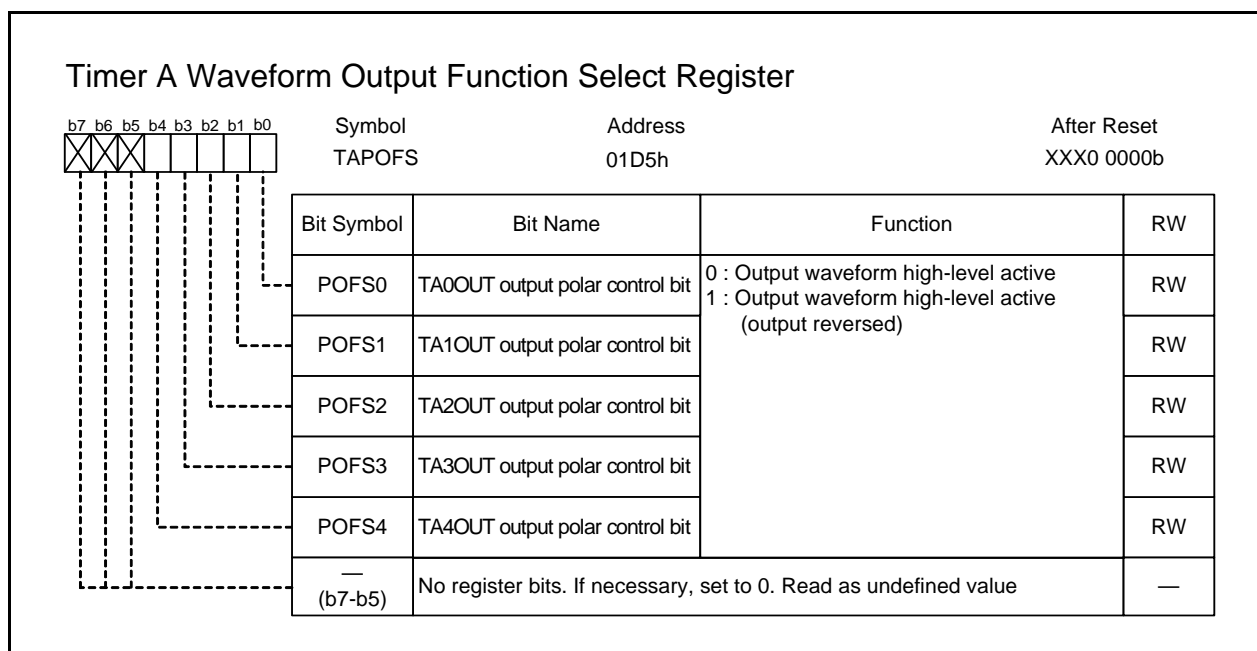 Timer A Waveform Output Function Select Register
b7 b6 b5 b4 b3 b2 b1 b0
Symbol Address After Reset
TAPOFS 01D5h XXX0 0000b
Bit Symbol Bit Name Function RW
POFS0 TA0OUT output polar control bit 0 : Output waveform high-level active RW
1 : Output waveform high-level active
(output reversed)
POFS1 TA1OUT output polar control bit RW
POFS2 TA2OUT output polar control bit RW
POFS3 TA3OUT output polar control bit RW
POFS4 TA4OUT output polar control bit RW
—
(b7-b5) No register bits. If necessary, set to 0. Read as undefined value —